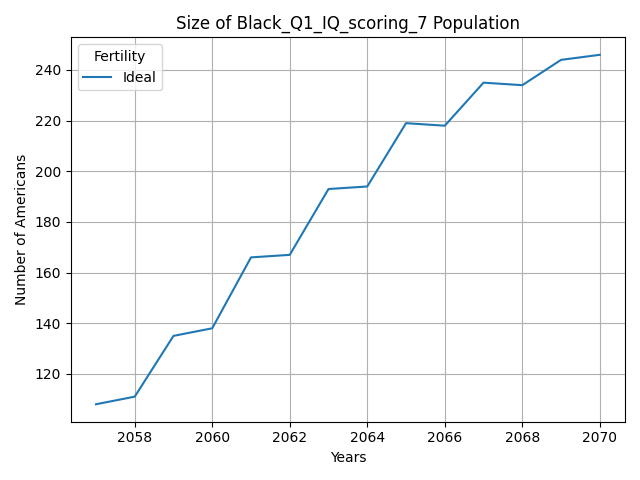 Size of Black_Q1_IQ_scoring_7 Population
Fertility
Ideal
Number of Americans
240
220
200
180
160
140
120
2058 2060 2062 2064 2066 2068 2070
Years